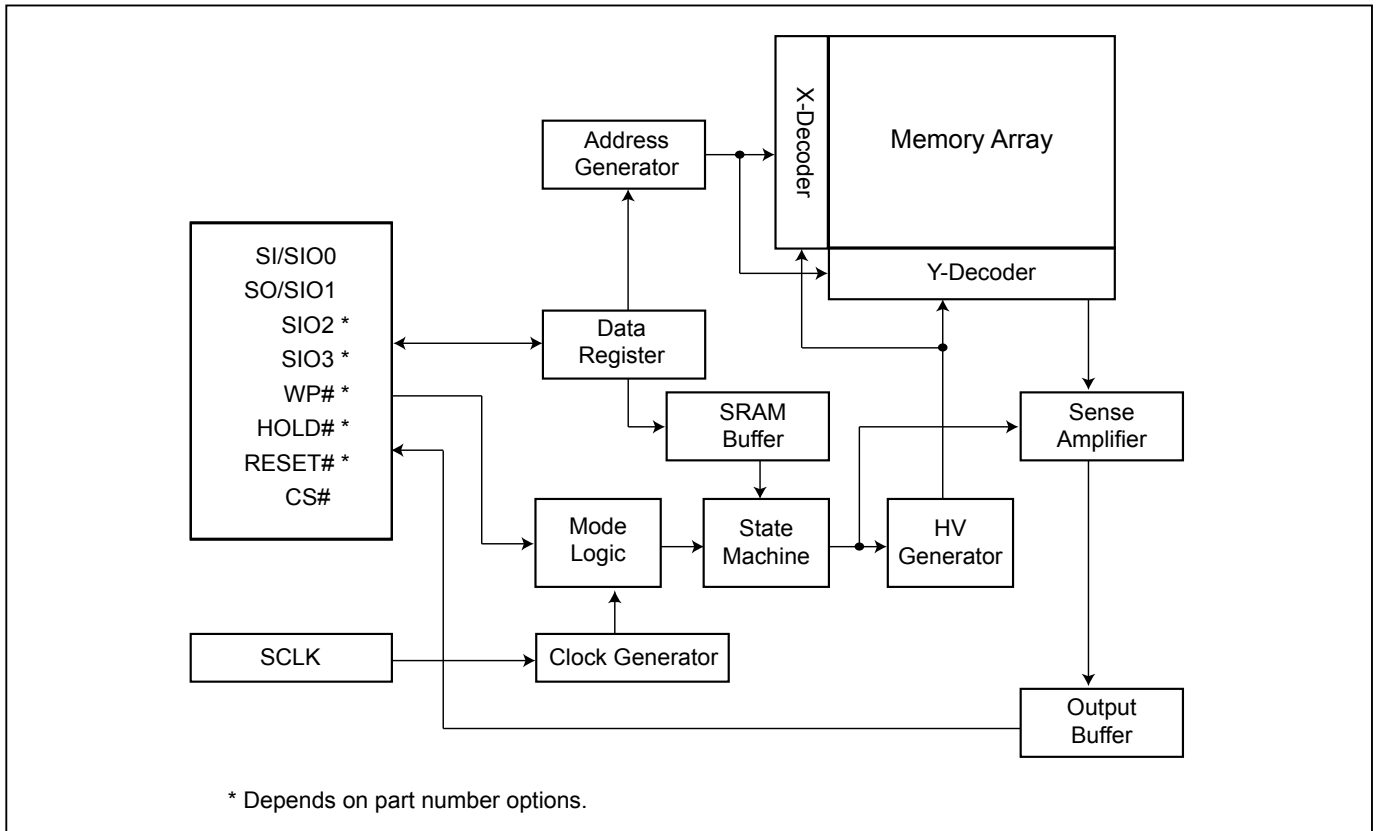 X-Decoder
Memory Array
Address
Generator
Y-Decoder
SI/SIO0
SO/SIO1
SIO2 *
SIO3 *
WP# *
HOLD# *
RESET# *
CS#
Data
Register
SRAM
Buffer
Sense
Amplifier
Mode
Logic
State
Machine
HV
Generator
SCLK
Clock Generator
Output
Buffer
* Depends on part number options.